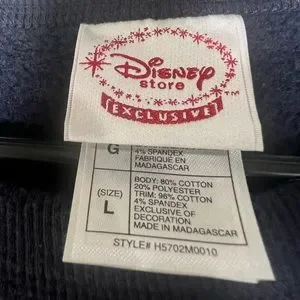 Disney
store
EXCLUSIVE
TM
G
4% SPANDEX
FABRIQUÉ EN
MADAGASCAR
(SIZE)
L
BODY: 80% COTTON
20% POLYESTER
TRIM: 96% COTTON
4% SPANDEX
EXCLUSIVE OF
DECORATION
MADE IN MADAGASCAR
STYLE# H5702M0010